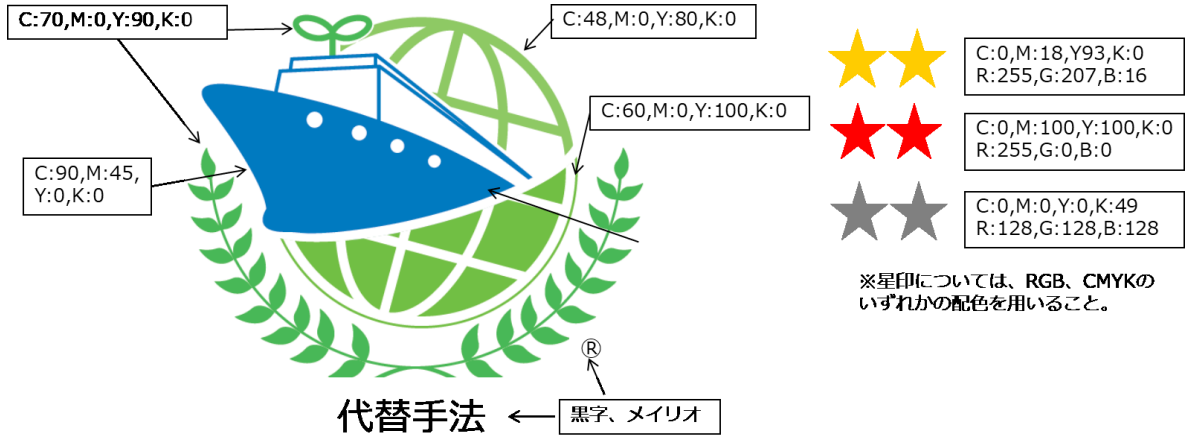 C:70,M:0,Y:90,K:0
C:48,M:0,Y:80,K:0
C:60,M:0,Y:100,K:0
C:90,M:45,
Y:0,K:0
C:0,M:18,Y93,K:0
R:255,G:207,B:16
C:0,M:100,Y:100,K:0
R:255,G:0,B:0
C:0,M:0,Y:0,K:49
R:128,G:128,B:128
※星印については、RGB、CMYKの
いずれかの配色を用いること。
®
代替手法
黒字、メイリオ